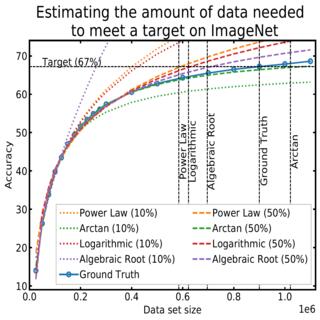 Estimating the amount of data needed
to meet a target on ImageNet
Target (67%)
70
60
50
40
30
20
10
Accuracy
Power Law
Logarithmic
Algebraic Root
Ground Truth
Arctan
Power Law (10%)
Arctan (10%)
Logarithmic (10%)
Algebraic Root (10%)
Ground Truth
Power Law (50%)
Arctan (50%)
Logarithmic (50%)
Algebraic Root (50%)
0.0 0.2 0.4 0.6 0.8 1.0
1e6
Data set size